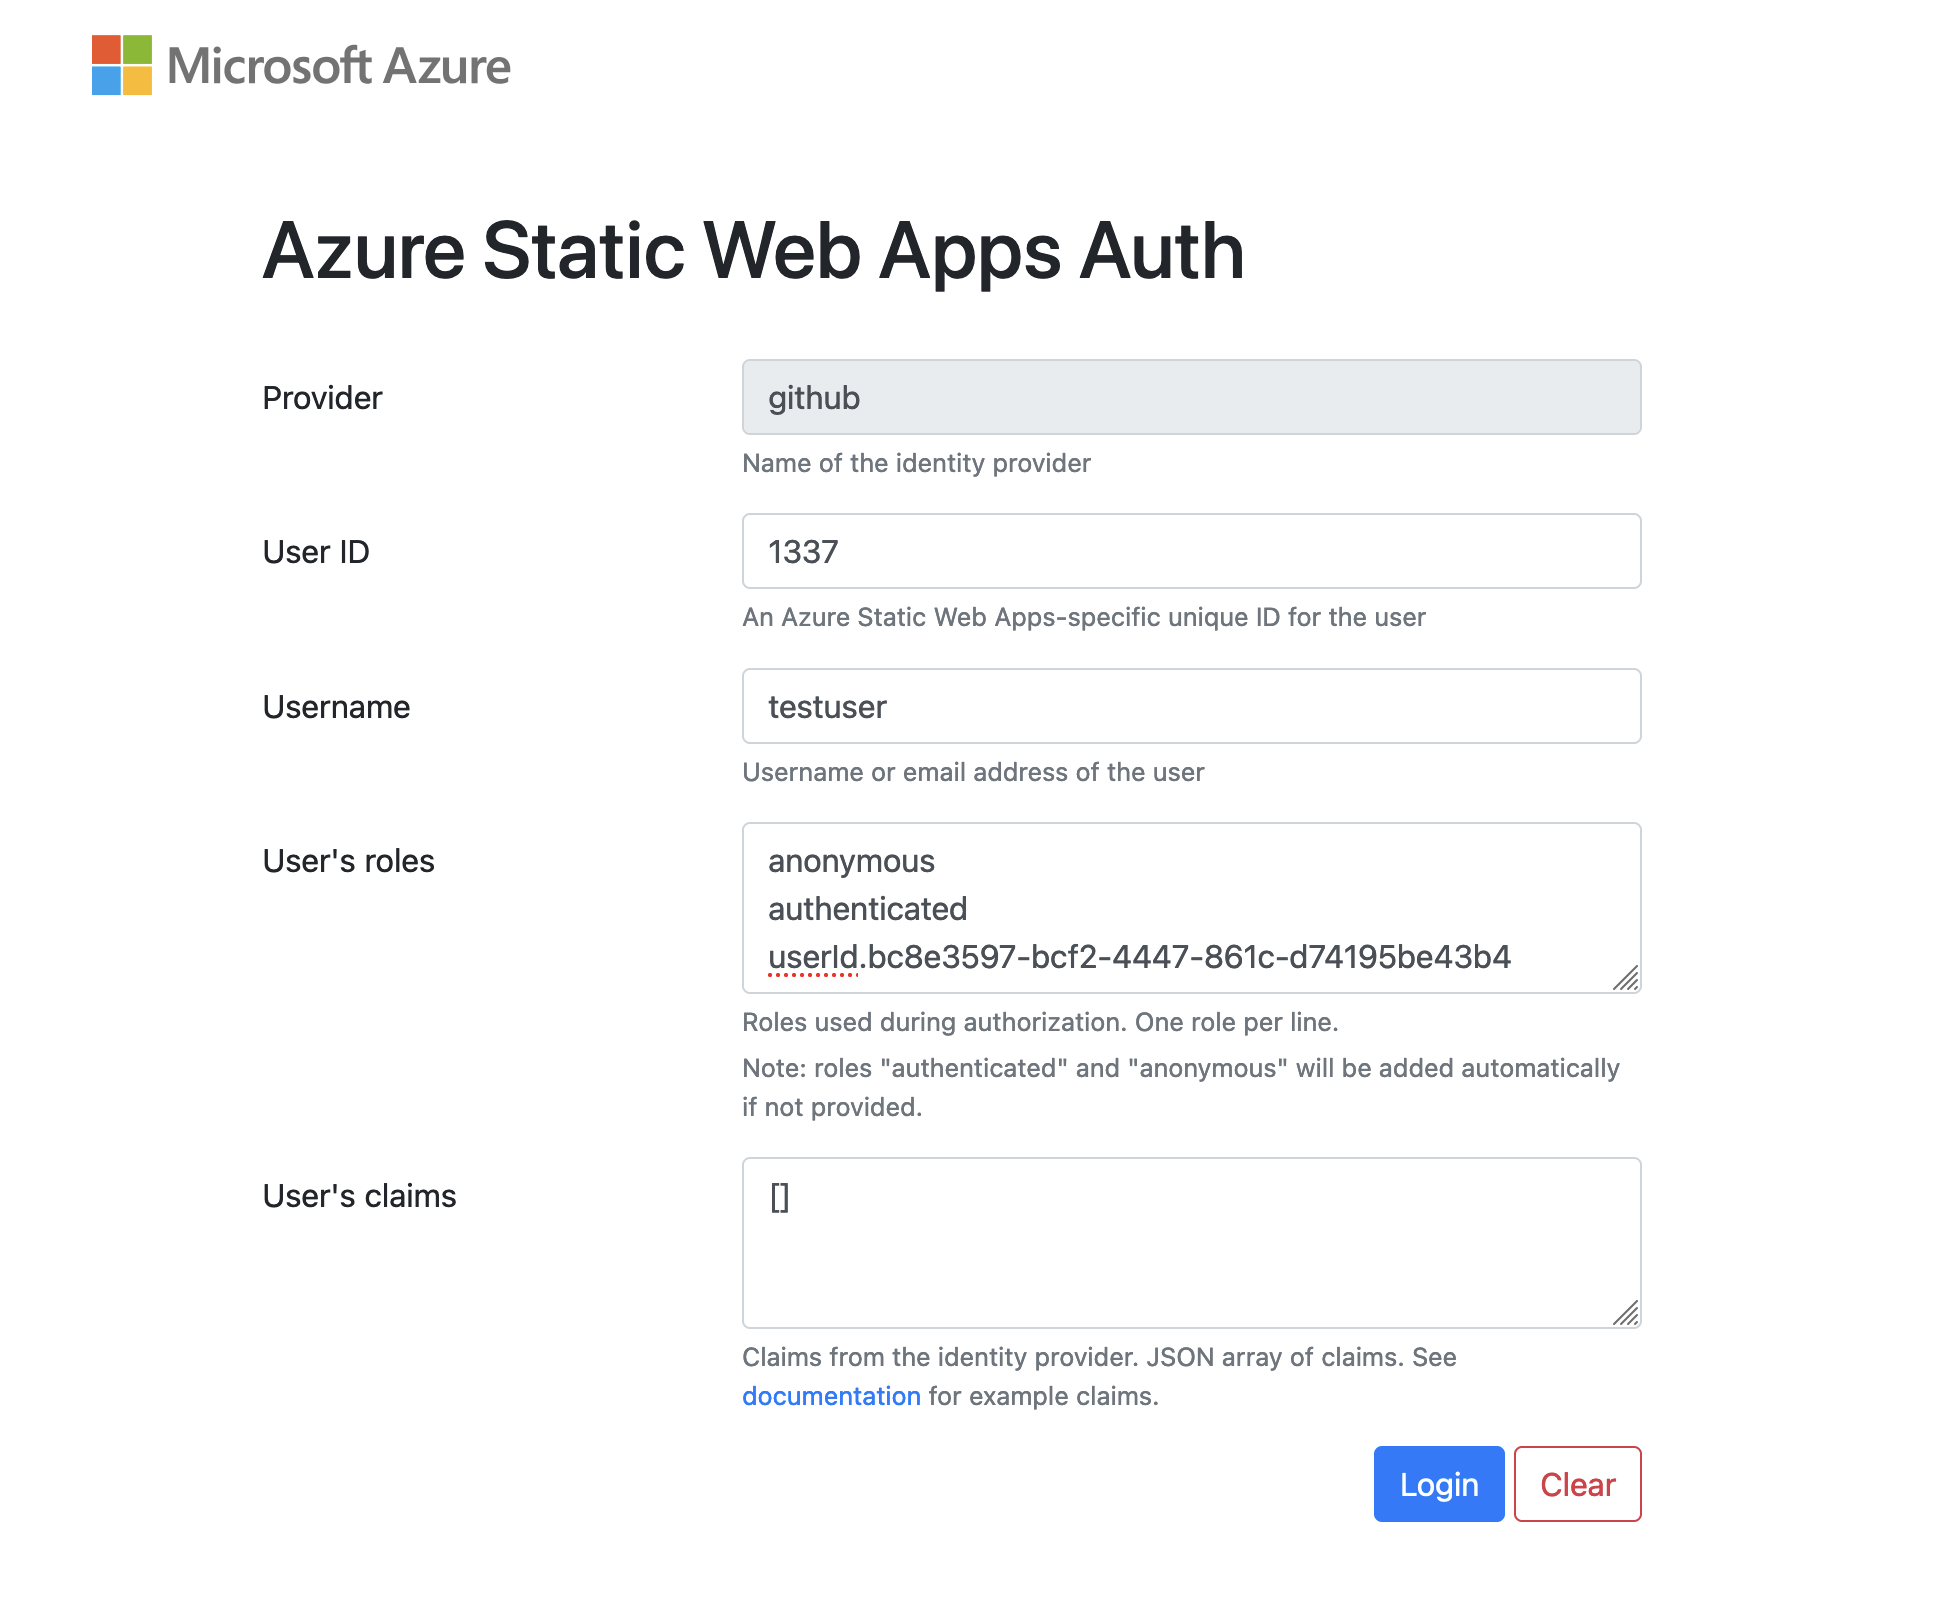 Microsoft Azure
Azure Static Web Apps Auth
Provider
github
Name of the identity provider
User ID
1337
An Azure Static Web Apps-specific unique ID for the user
Username
testuser
Username or email address of the user
User's roles
anonymous
authenticated
userId.bc8e3597-bcf2-4447-861c-d74195be43b4
Roles used during authorization. One role per line.
Note: roles "authenticated" and "anonymous" will be added automatically
if not provided.
User's claims
[]
Claims from the identity provider. JSON array of claims. See
documentation for example claims.
Login
Clear